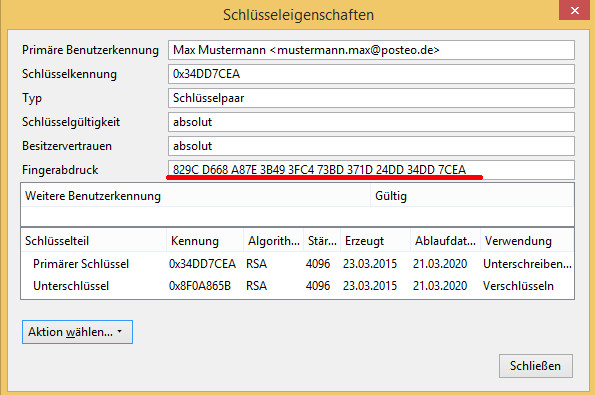 Schlüsseleigenschaften
Primäre Benutzerkennung Max Mustermann <mustermann.max@posteo.de>
Schlüsselkennung 0x34DD7CEA
Typ Schlüsselpaar
Schlüsselgültigkeit absolut
Besitzervertrauen absolut
Fingerabdruck 829C D668 A87E 3B49 3FC4 73BD 371D 24DD 34DD 7CEA
Weitere Benutzerkennung Gültig
Schlüsselteil Kennung Algorith... Stär... Erzeugt Ablaufdat... Verwendung
Primärer Schlüssel 0x34DD7CEA RSA 4096 23.03.2015 21.03.2020 Unterschreiben...
Unterschlüssel 0x8F0A865B RSA 4096 23.03.2015 21.03.2020 Verschlüsseln
Aktion wählen...
Schließen